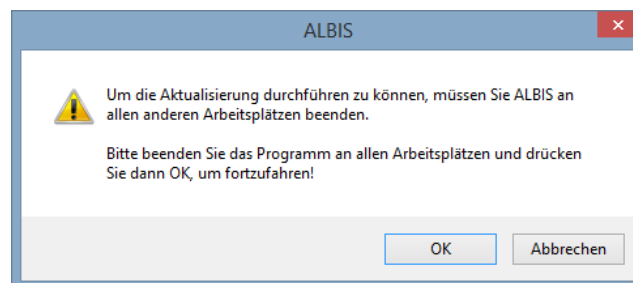 ALBIS
Um die Aktualisierung durchführen zu können, müssen Sie ALBIS an
allen anderen Arbeitsplätzen beenden.
Bitte beenden Sie das Programm an allen Arbeitsplätzen und drücken
Sie dann OK, um fortzufahren!
OK Abbrechen